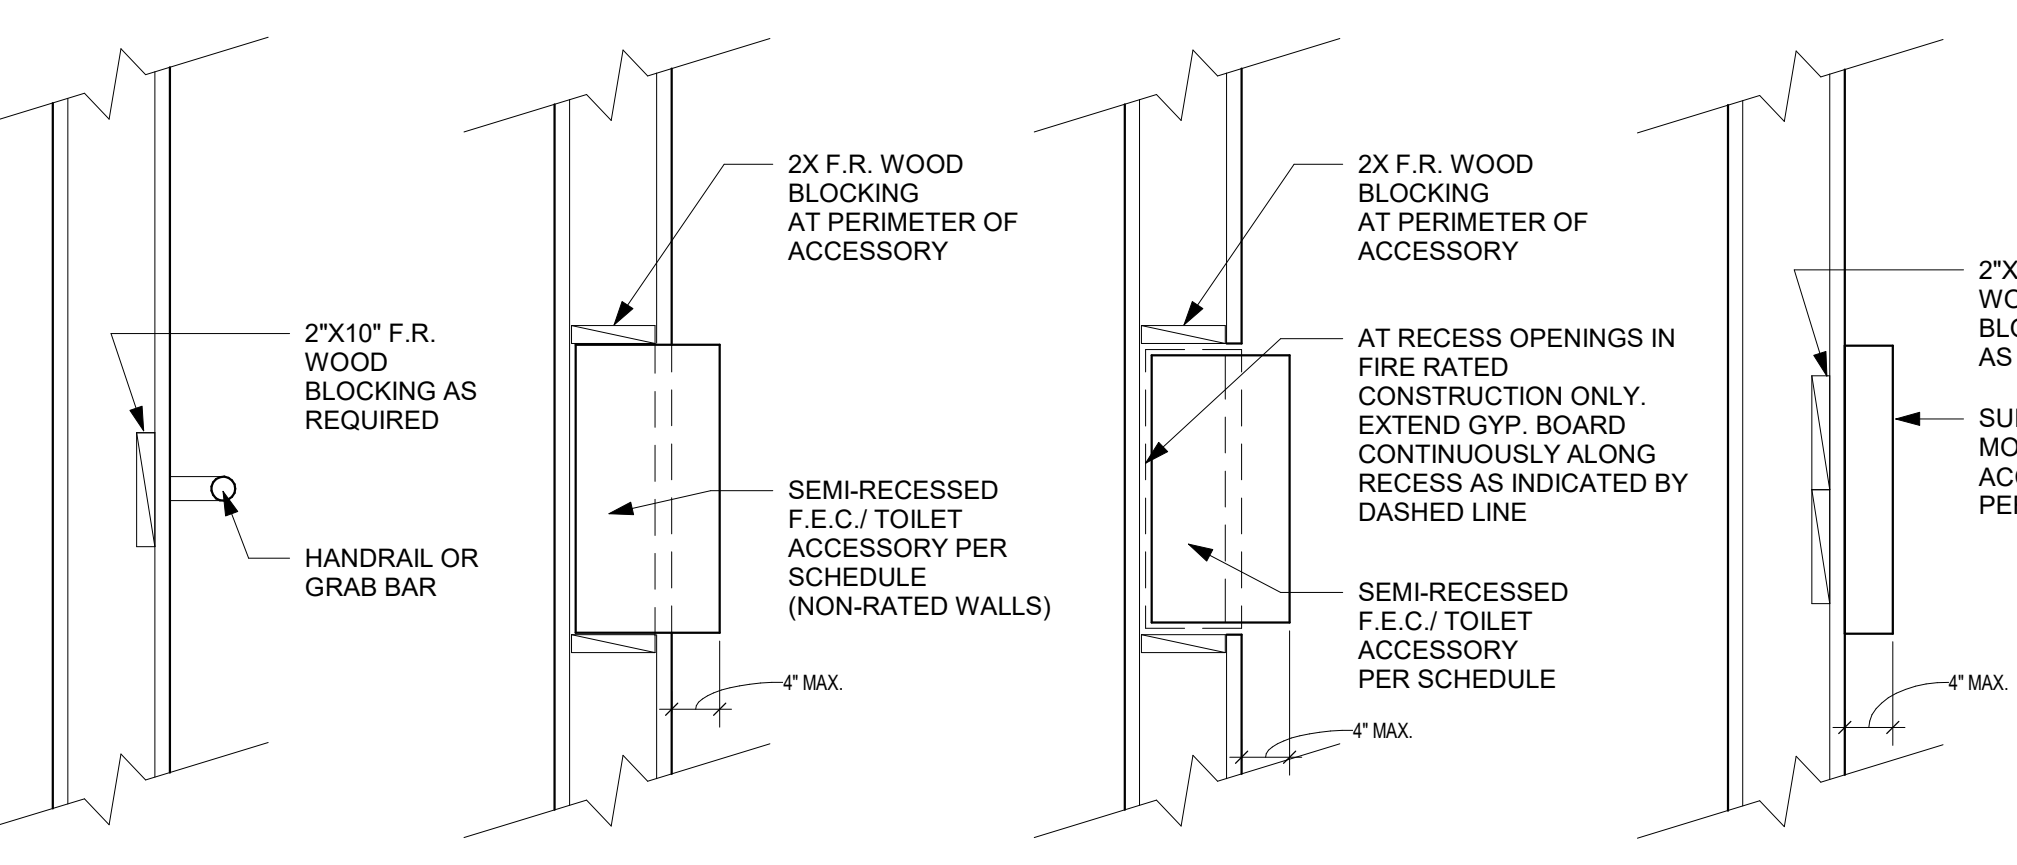 2"X10" F.R.
WOOD
BLOCKING AS
REQUIRED
HANDRAIL OR
GRAB BAR
2X F.R. WOOD
BLOCKING
AT PERIMETER OF
ACCESSORY
SEMI-RECESSED
F.E.C./ TOILET
ACCESSORY PER
SCHEDULE
(NON-RATED WALLS)
4" MAX.
2X F.R. WOOD
BLOCKING
AT PERIMETER OF
ACCESSORY
AT RECESS OPENINGS IN
FIRE RATED
CONSTRUCTION ONLY.
EXTEND GYP. BOARD
CONTINUOUSLY ALONG
RECESS AS INDICATED BY
DASHED LINE
SEMI-RECESSED
F.E.C./ TOILET
ACCESSORY
PER SCHEDULE
4" MAX.
2"X
AS
4" MAX.